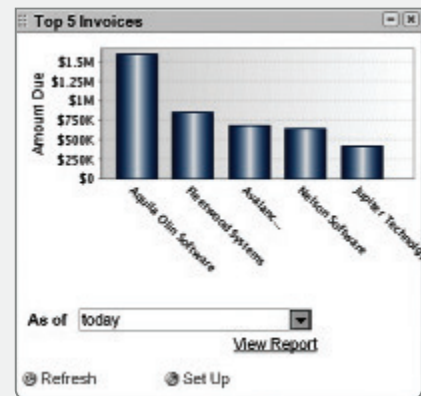 Top 5 Invoices
Amount Due
$1.5M
$1.25M
$1M
$750K
$500K
$250K
$0
Aquila Olin Software
Fleetwood Systems
Avalanc...
Nelson Software
Jupiter Technolog
As of today
View Report
Refresh Set Up